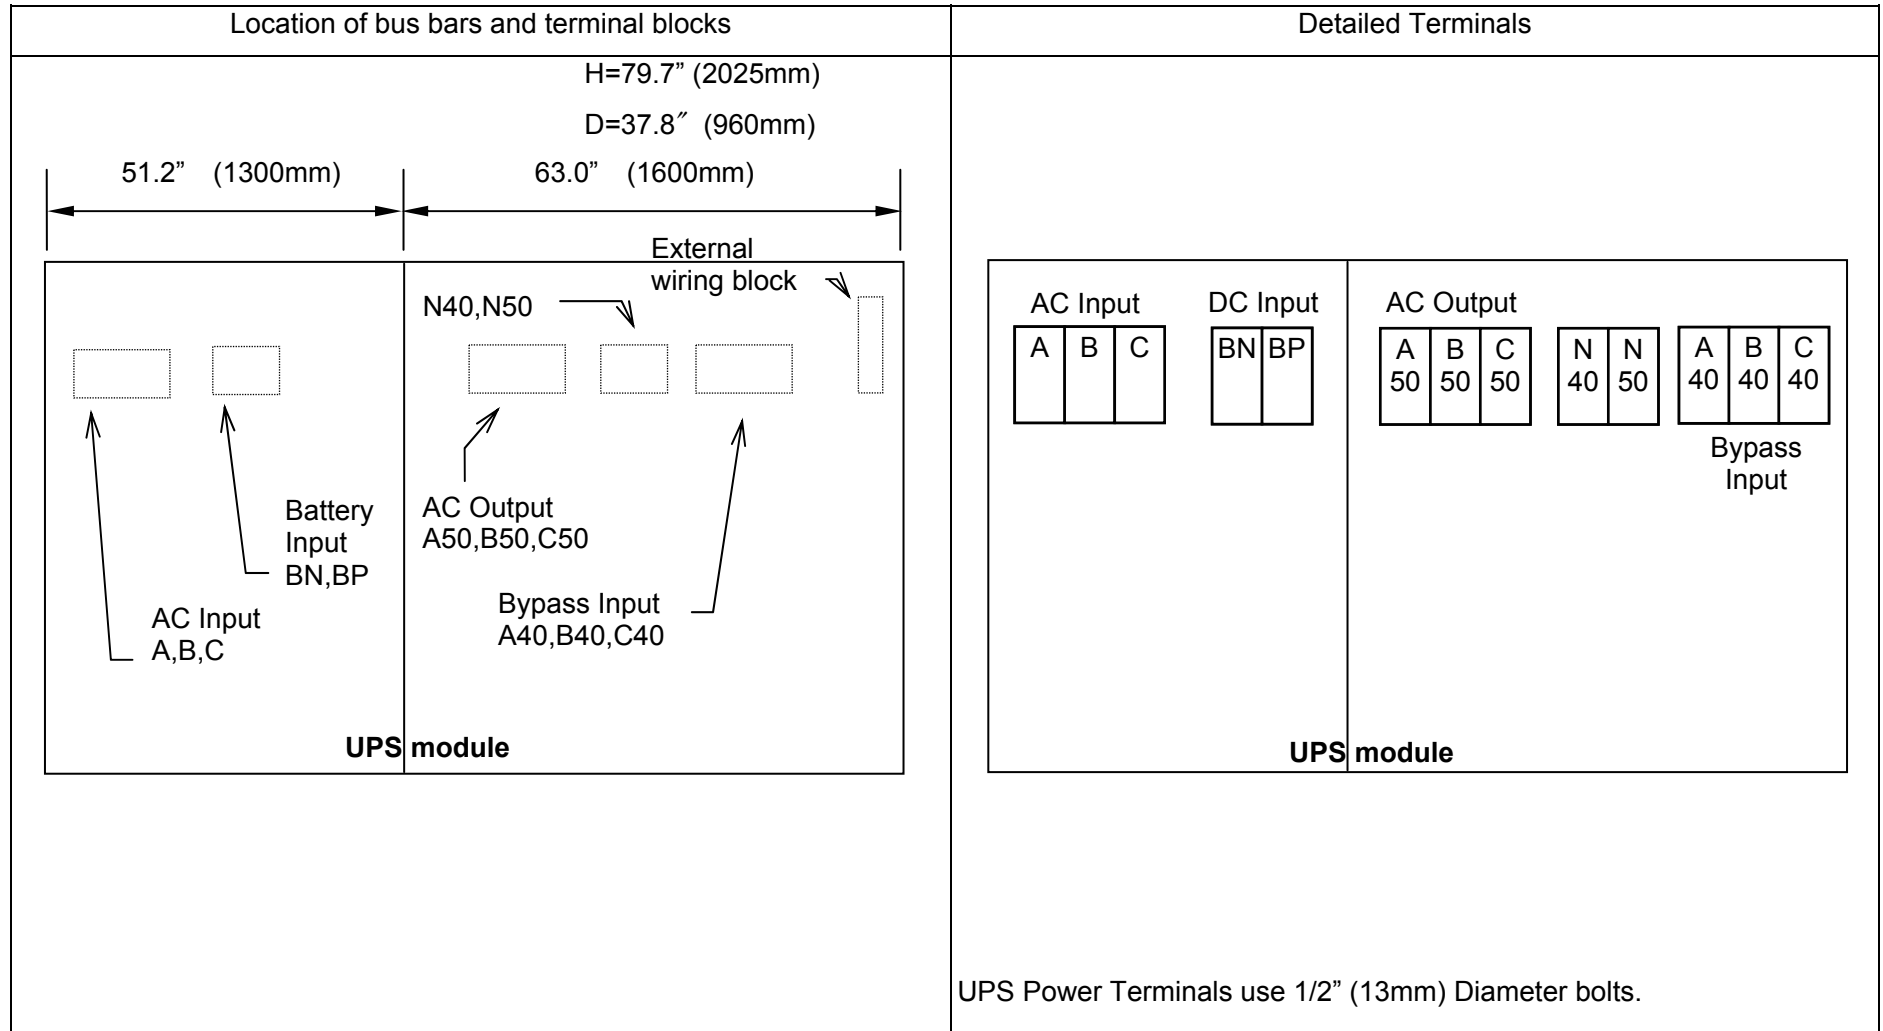 Location of bus bars and terminal blocks
Detailed Terminals
H=79.7” (2025mm)
D=37.8″ (960mm)
51.2” (1300mm)
63.0” (1600mm)
External
wiring block
N40,N50
Battery
Input
BN,BP
AC Output
A50,B50,C50
AC Input
A,B,C
Bypass Input
A40,B40,C40
UPS module
AC Input
DC Input
AC Output
A B C
BN BP
A B C
50 50 50
N N
40 50
A B C
40 40 40
Bypass
Input
UPS module
UPS Power Terminals use 1/2” (13mm) Diameter bolts.